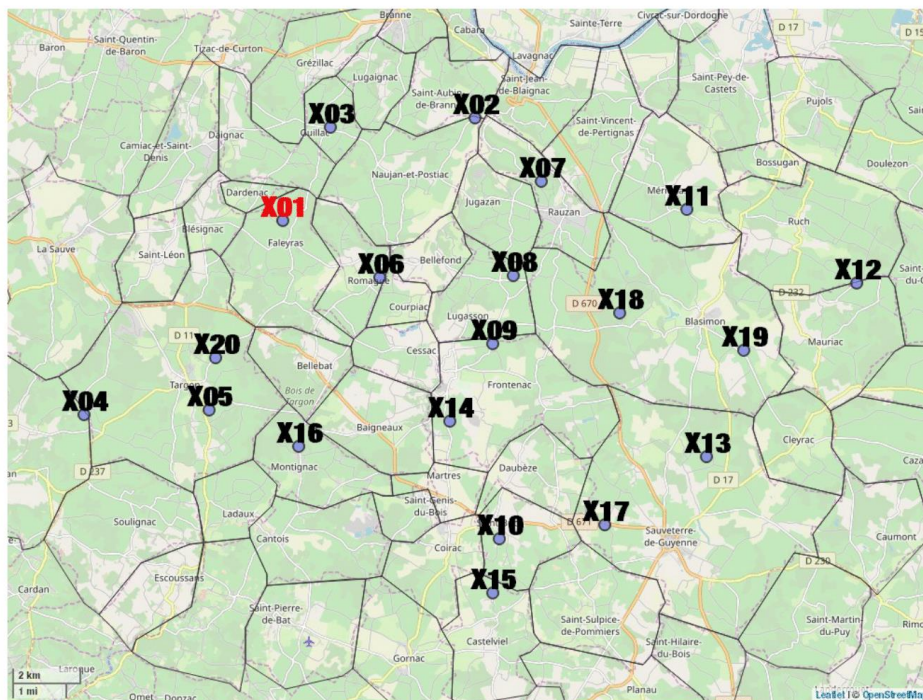 Branne
Cabara
Sainte-Terre
Civrac-sur-Dordogne
D 17
Baron
Saint-Quentin-
de-Baron
Tizac-de-Curton
Grézillac
Lavagnac
D 15
Lugaignac
Saint-Aubin-
de-Branne
Saint-Jean-
de-Blaignac
Saint-Pey-de-
Castets
Pujols
X03
X02
Guillac
Daignac
Saint-Vincent-
de-Pertignas
Camiac-et-Saint-
Denis
Naujan-et-Postiac
Bossugan
Doulezon
X07
Dardenac
X11
Jugazan
X01
Rauzan
Ruch
Blésignac
Faleyras
La Sauve
Saint-Léon
X06
Bellefond
X08
X12
Romagne
D 670
D 232
Courpiac
X18
Lugasson
Blasimon
D 11
X09
X19
Mauriac
X20
Cessac
Bellebat
Targon
Bois de
Targon
Frontenac
X04
X05
X14
X16
Baigneaux
Cleyrac
X13
D 237
Montignac
Martres
Daubèze
D 17
Saint-Genis-
du-Bois
Soulignac
Ladaux
X10
D 671
X17
Cantois
Coirac
Sauveterre-
de-Guyenne
Caumont
Escoussans
X15
D 230
Cardan
Saint-Pierre-
de-Bat
Saint-Sulpice-
de-Pommiers
Saint-Martin-
du-Puy
Castelviel
Saint-Hilaire-
du-Bois
Gornac
Laroque
2 km
1 mi
Omet
Donzac
Leaflet | © OpenStreetMap